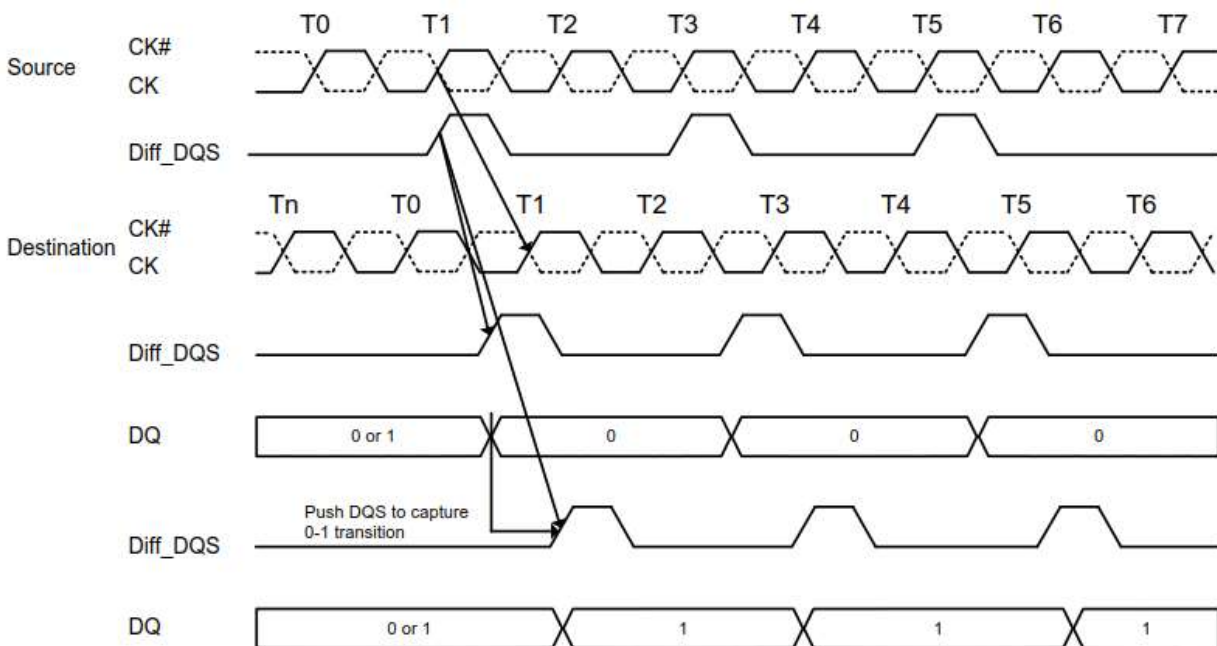 T0 T1 T2 T3 T4 T5 T6 T7
CK#
Source
CK
Diff_DQS
Tn T0 T1 T2 T3 T4 T5 T6
CK#
Destination
CK
Diff_DQS
DQ 0 or 1 0 0 0
Push DQS to capture
0-1 transition
Diff_DQS
DQ 0 or 1 1 1 1